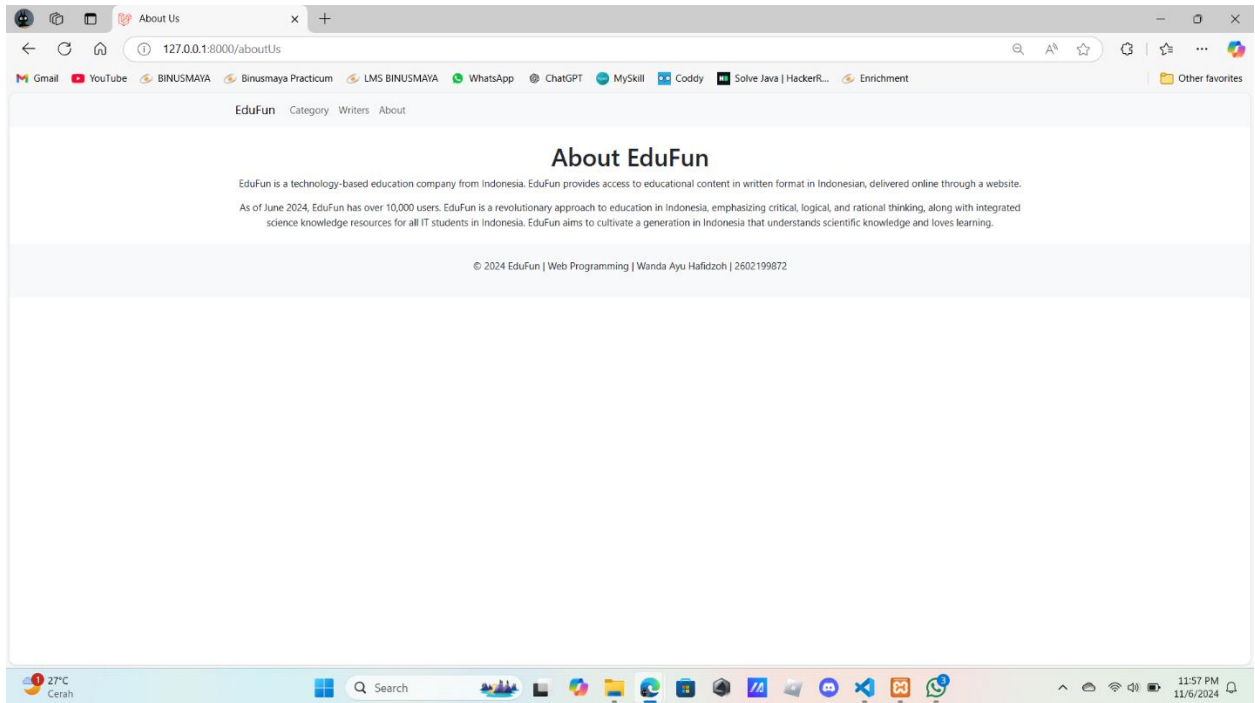 About Us
127.0.0.1:8000/aboutUs
Gmail YouTube BINUSMAYA Binusmaya Practicum LMS BINUSMAYA WhatsApp ChatGPT MySkill Coddy Solve Java | HackerR... Enrichment Other favorites
EduFun Category Writers About
About EduFun
EduFun is a technology-based education company from Indonesia. EduFun provides access to educational content in written format in Indonesian, delivered online through a website.
As of June 2024, EduFun has over 10,000 users. EduFun is a revolutionary approach to education in Indonesia, emphasizing critical, logical, and rational thinking, along with integrated
science knowledge resources for all IT students in Indonesia. EduFun aims to cultivate a generation in Indonesia that understands scientific knowledge and loves learning.
© 2024 EduFun | Web Programming | Wanda Ayu Hafidzoh | 2602199872
1
27°C
Cerah
Search
3
11:57 PM
11/6/2024